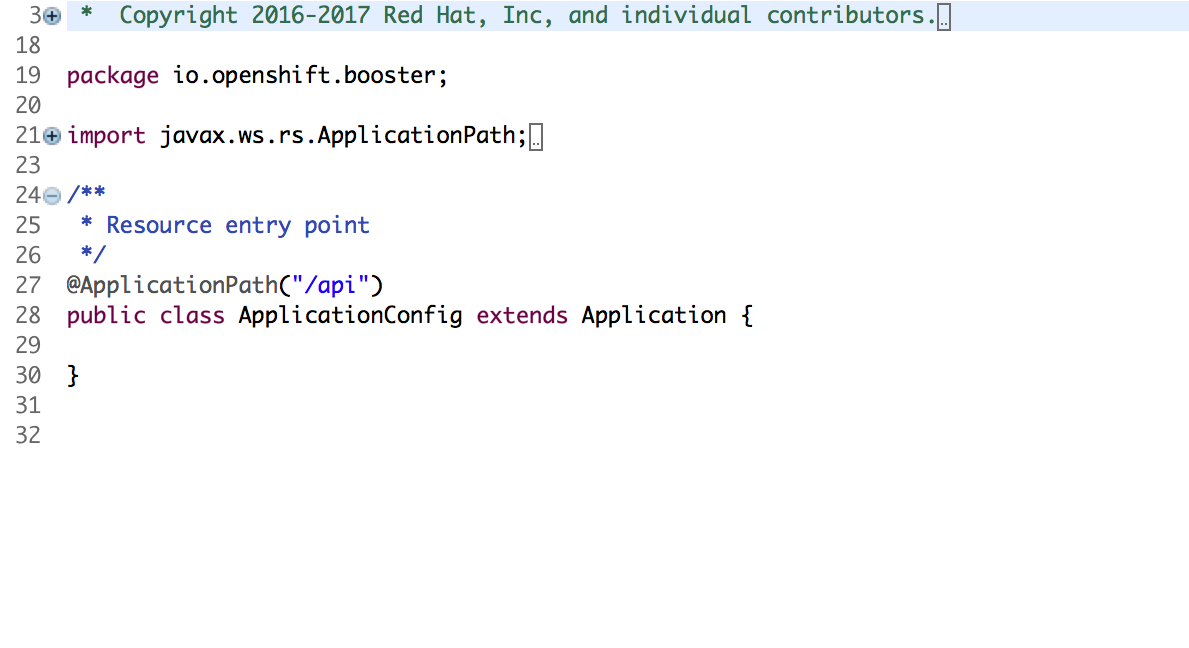 3 * Copyright 2016-2017 Red Hat, Inc, and individual contributors.
18
19 package io.openshift.booster;
20
21 import javax.ws.rs.ApplicationPath;
23
24 /**
25 * Resource entry point
26 */
27 @ApplicationPath("/api")
28 public class ApplicationConfig extends Application {
29
30 }
31
32